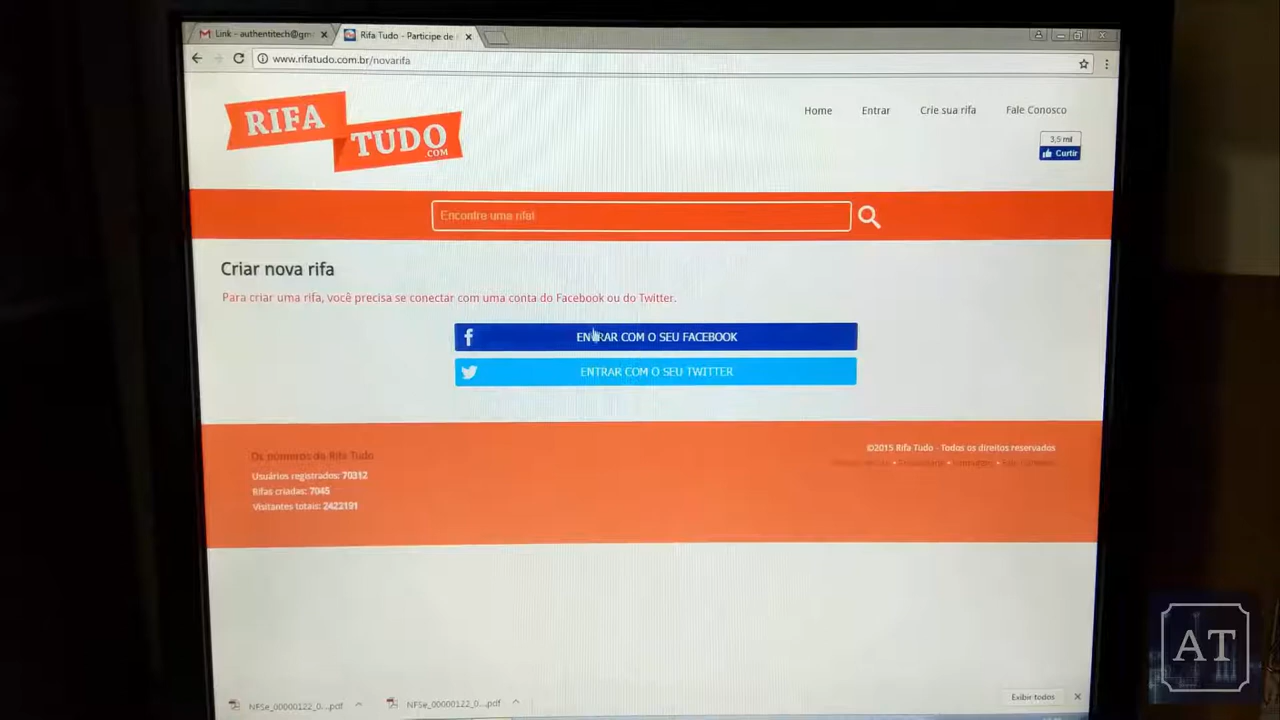 Link - authentitech@gm
Rifa Tudo - Participe de
www.rifatudo.com.br/novarifa
RIFA
TUDO
.COM
Home
Entrar
Crie sua rifa
Fale Conosco
3,5 mil
Curtir
Encontre uma rifa!
Criar nova rifa
Para criar uma rifa, você precisa se conectar com uma conta do Facebook ou do Twitter.
ENTRAR COM O SEU FACEBOOK
ENTRAR COM O SEU TWITTER
Os números do Rifa Tudo
Usuários registrados: 70312
Rifas criadas: 7045
Visitantes totais: 2422191
©2015 Rifa Tudo - Todos os direitos reservados
NFSe_00000122_0....pdf
NFSe_00000122_0....pdf
Exibir todos
AT